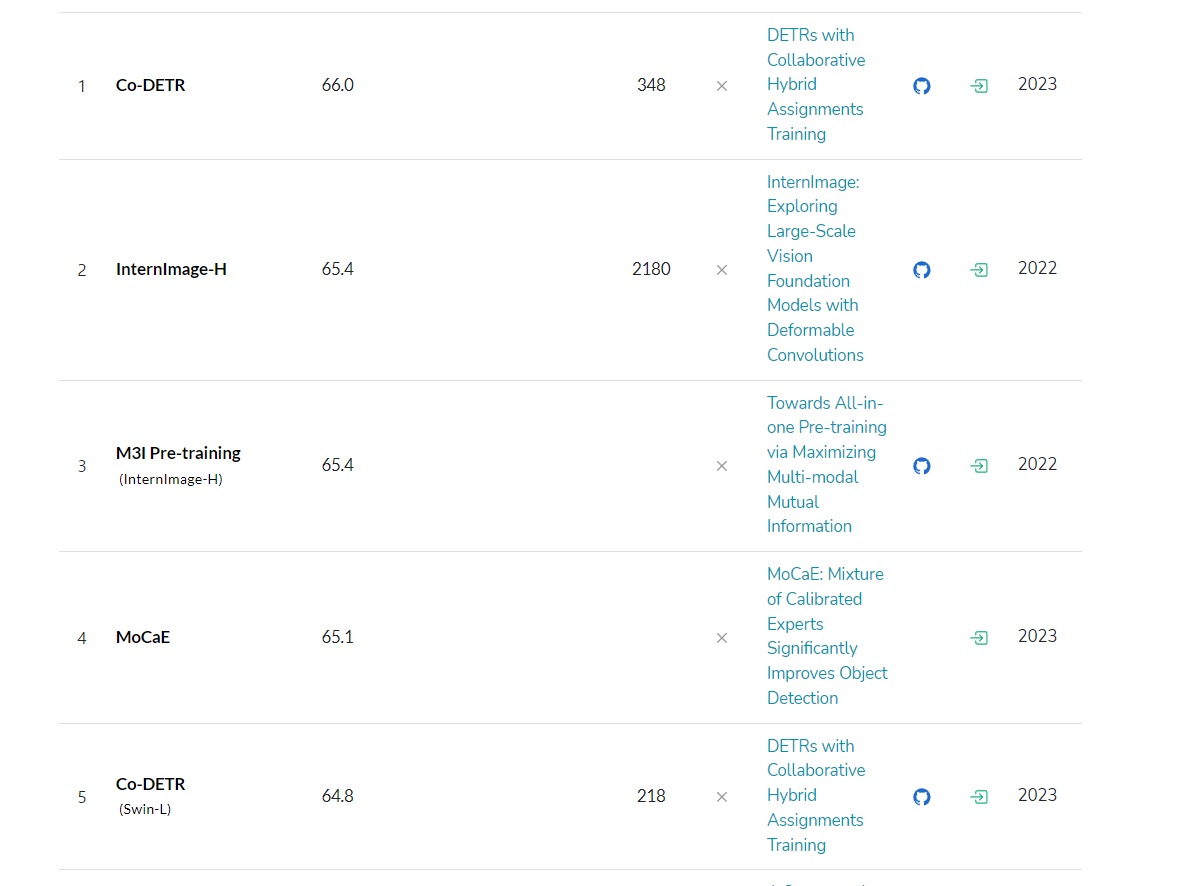 1 Co-DETR 66.0 348 × DETRs with Collaborative Hybrid Assignments Training 2023
2 InternImage-H 65.4 2180 × InternImage: Exploring Large-Scale Vision Foundation Models with Deformable Convolutions 2022
3 M3I Pre-training (InternImage-H) 65.4 × Towards All-in-one Pre-training via Maximizing Multi-modal Mutual Information 2022
4 MoCaE 65.1 × MoCaE: Mixture of Calibrated Experts Significantly Improves Object Detection 2023
5 Co-DETR (Swin-L) 64.8 218 × DETRs with Collaborative Hybrid Assignments Training 2023